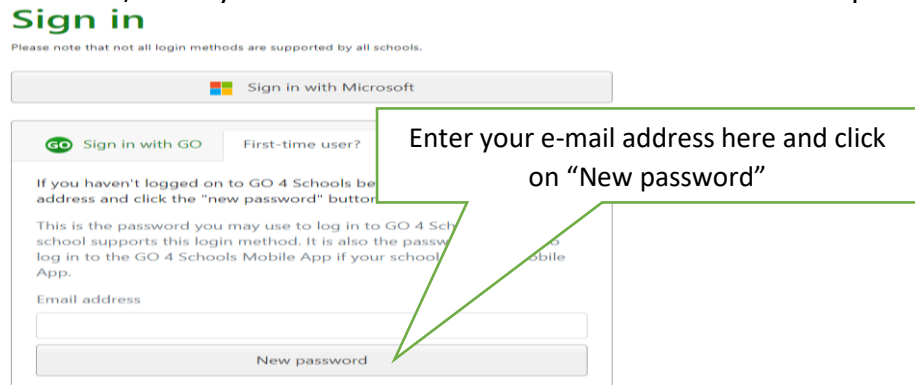 Sign in
Please note that not all login methods are supported by all schools.
Sign in with Microsoft
GO Sign in with GO First-time user?
Enter your e-mail address here and click
on “New password”
If you haven't logged on to GO 4 Schools be
address and click the "new password" button
This is the password you may use to log in to GO 4 Sch
school supports this login method. It is also the passw
log in to the GO 4 Schools Mobile App if your school obile
App.
Email address
New password